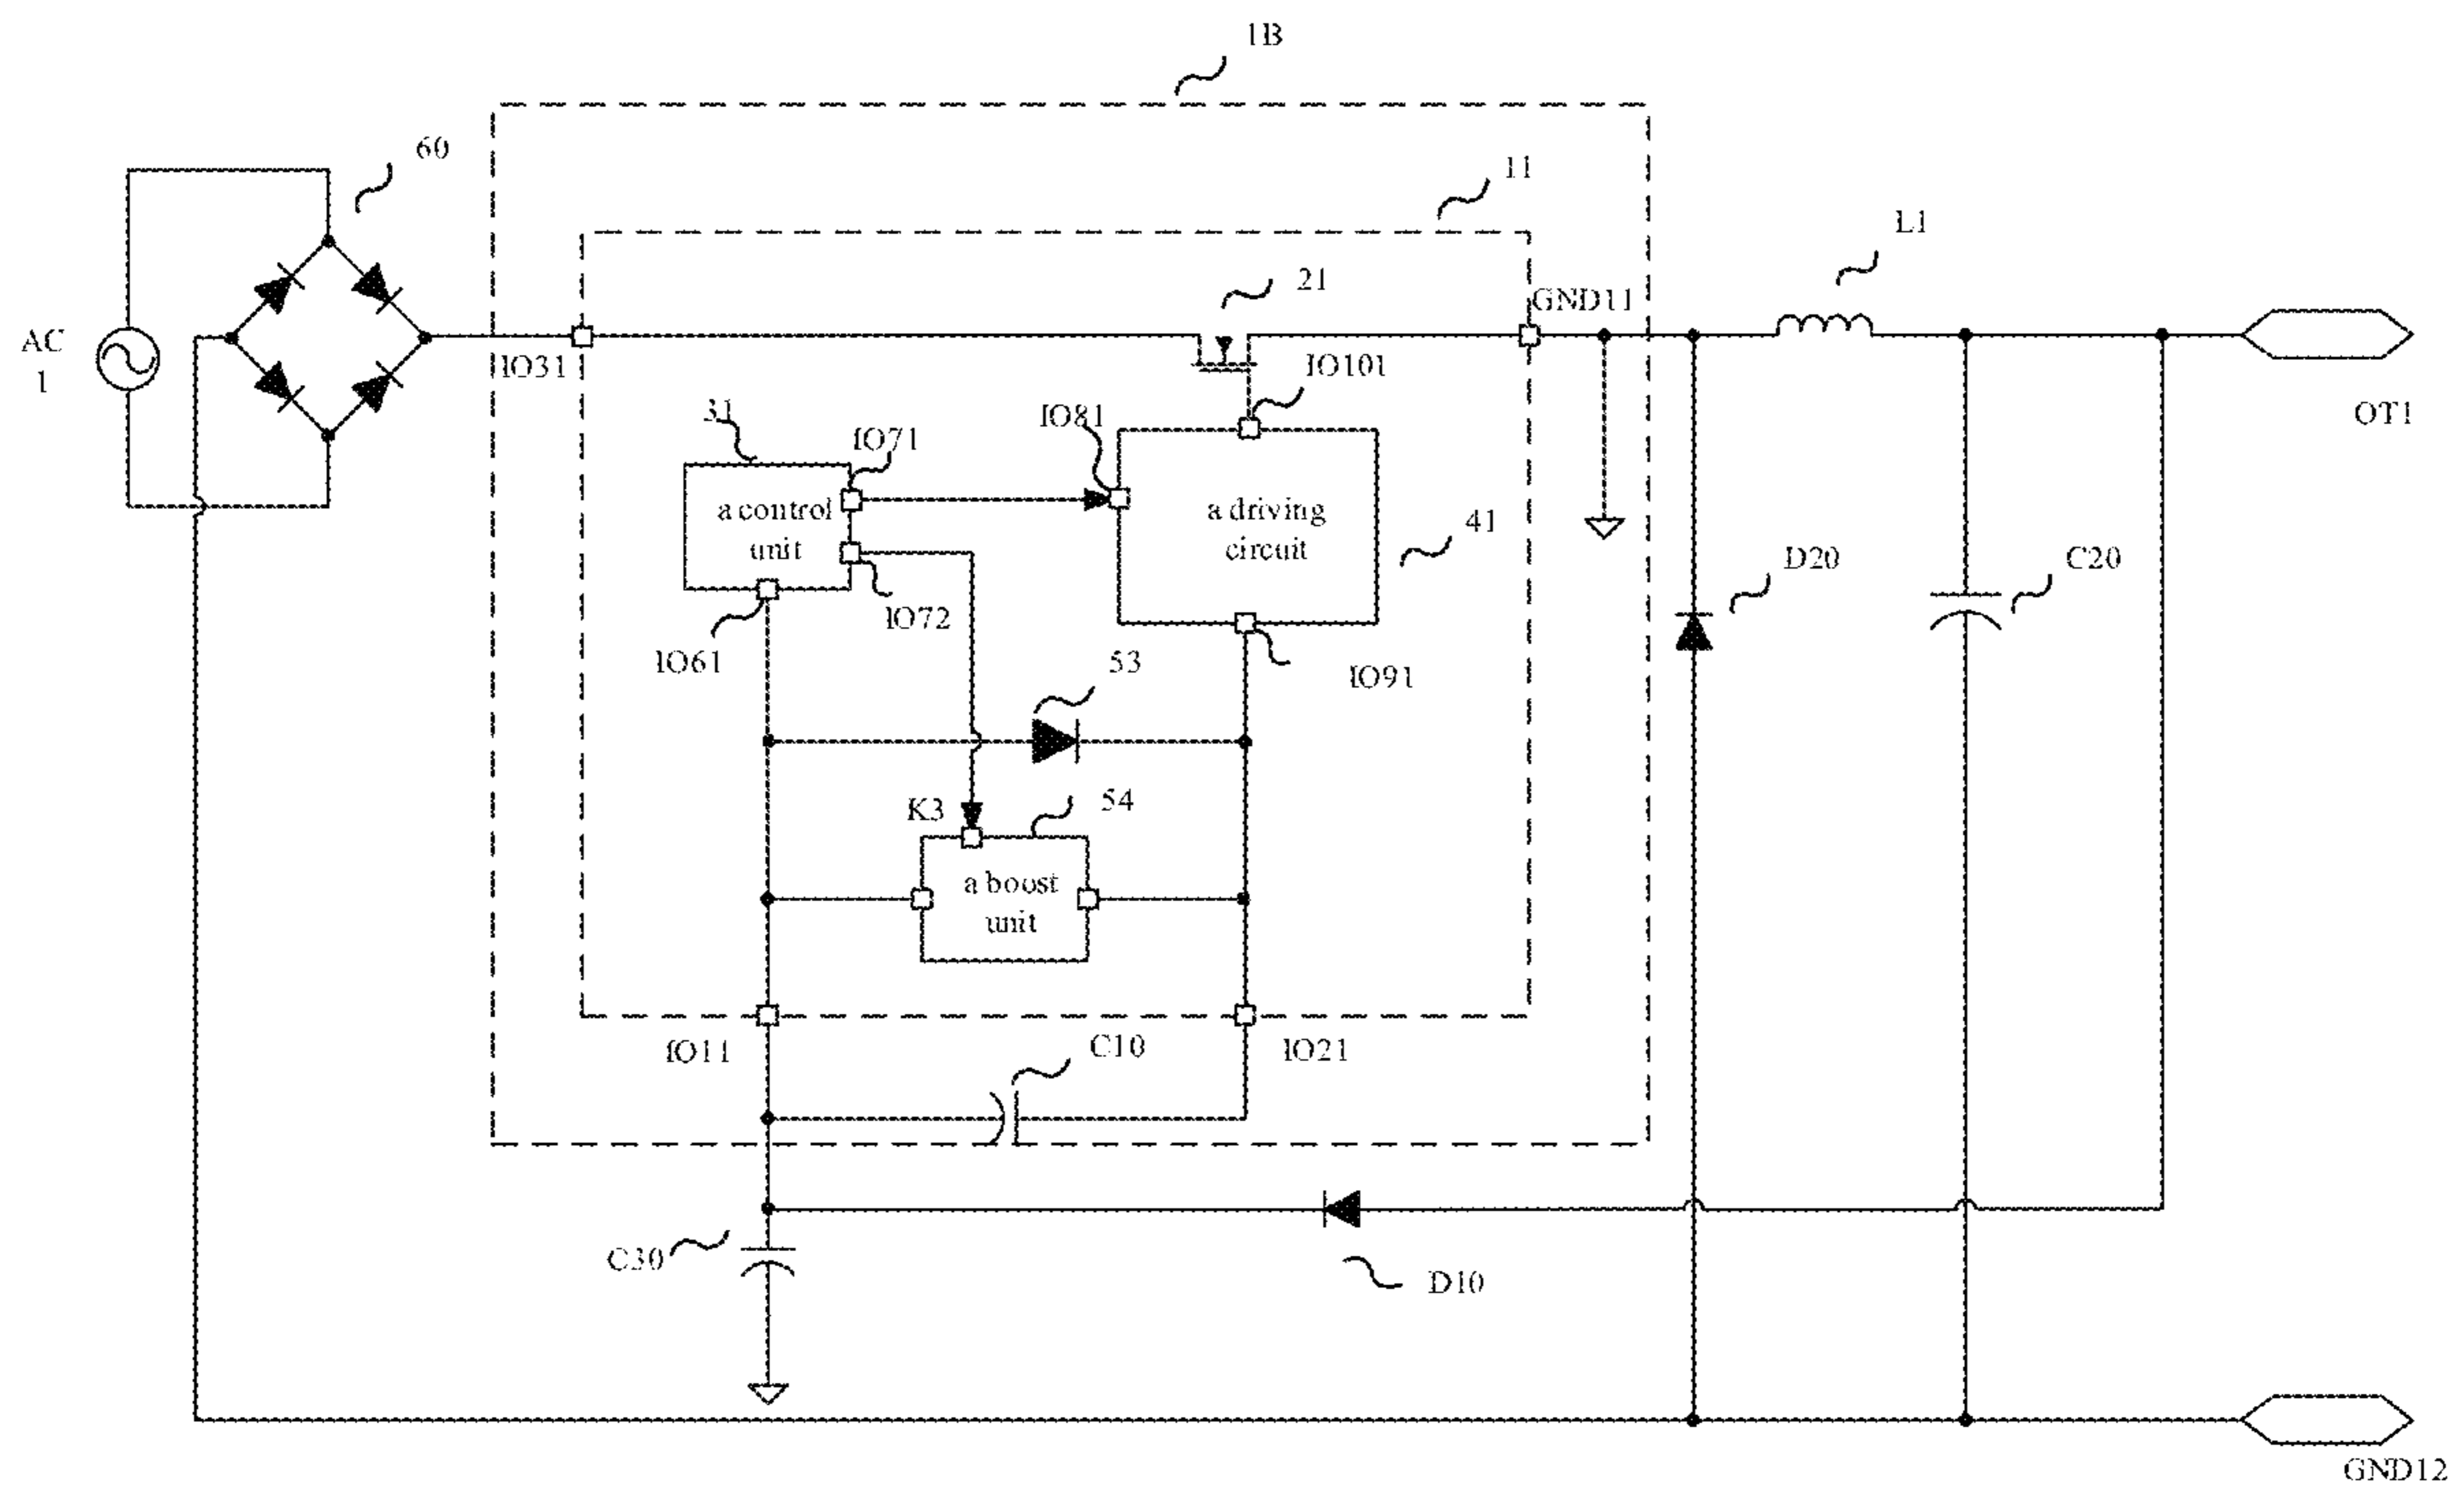 1B
60
11
L1
21
GND11
AC
1
IO31
IO101
OT1
31
IO71
IO81
a control
unit
a driving
circuit
41
D20
C20
IO72
IO61
53
IO91
K3
54
a boost
unit
IO11
C10
IO21
C30
D10
GND12